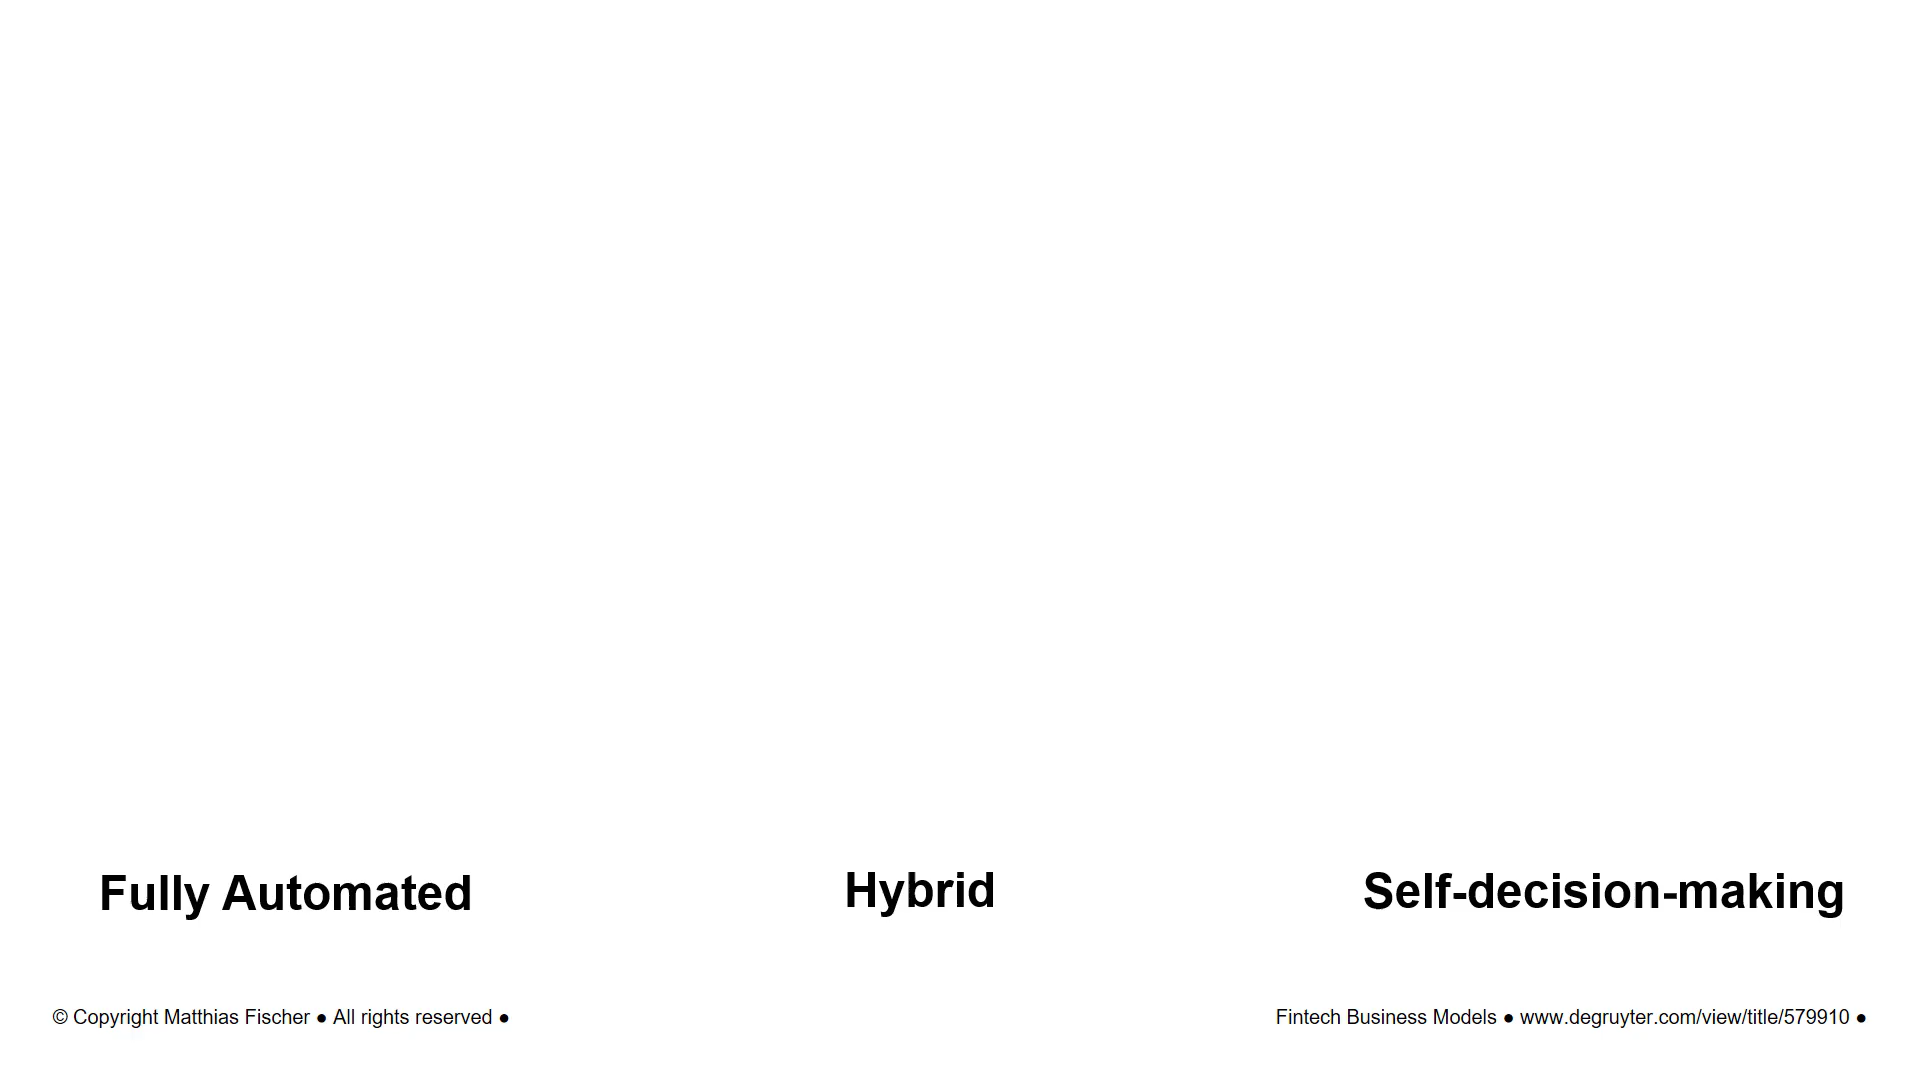 Fully Automated
Hybrid
Self-decision-making
© Copyright Matthias Fischer ● All rights reserved ●
Fintech Business Models ● www.degruyter.com/view/title/579910 ●